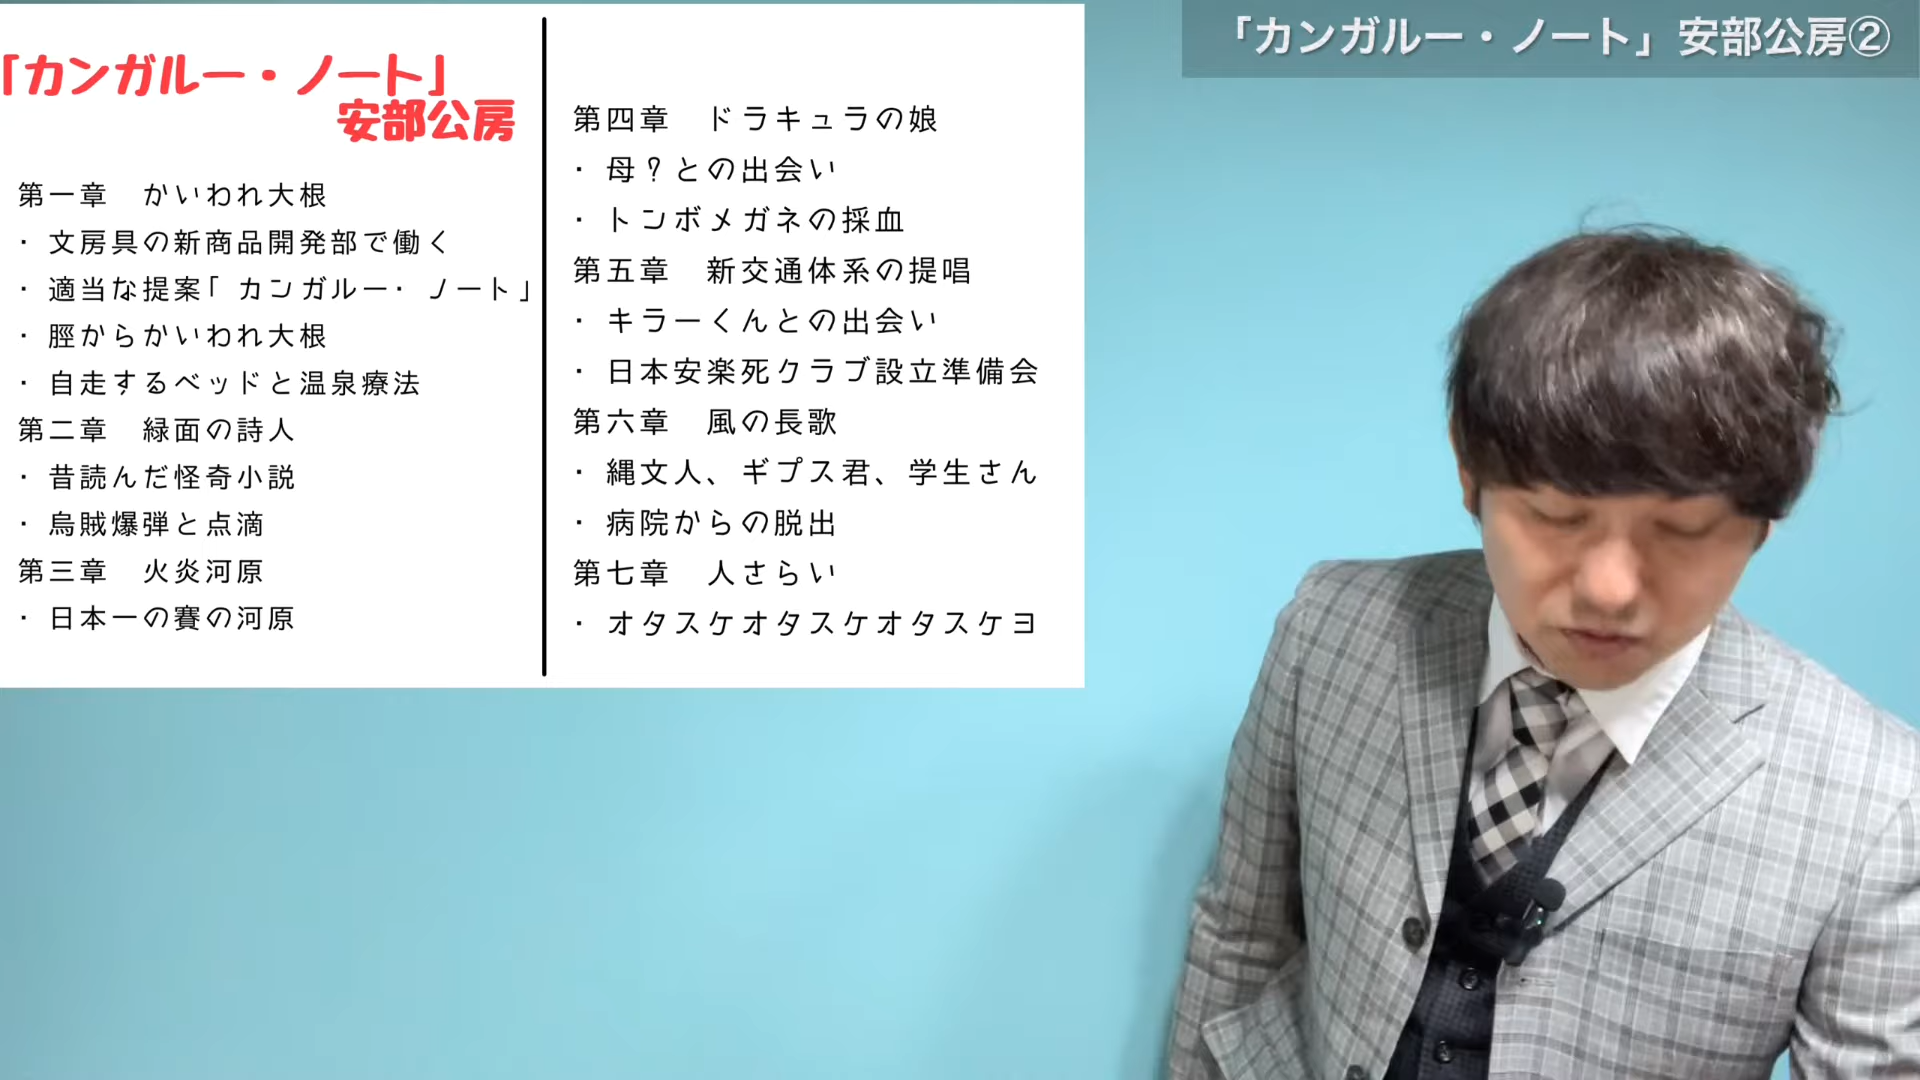 「カンガルー・ノート」
安部公房
第一章　かいわれ大根
・文房具の新商品開発部で働く
・適当な提案「カンガルー・ノート」
・脛からかいわれ大根
・自走するベッドと温泉療法
第二章　緑面の詩人
・昔読んだ怪奇小説
・烏賊爆弾と点滴
第三章　火炎河原
・日本一の賽の河原
第四章　ドラキュラの娘
・母？との出会い
・トンボメガネの採血
第五章　新交通体系の提唱
・キラーくんとの出会い
・日本安楽死クラブ設立準備会
第六章　風の長歌
・縄文人、ギプス君、学生さん
・病院からの脱出
第七章　人さらい
・オタスケオタスケオタスケヨ
「カンガルー・ノート」安部公房②